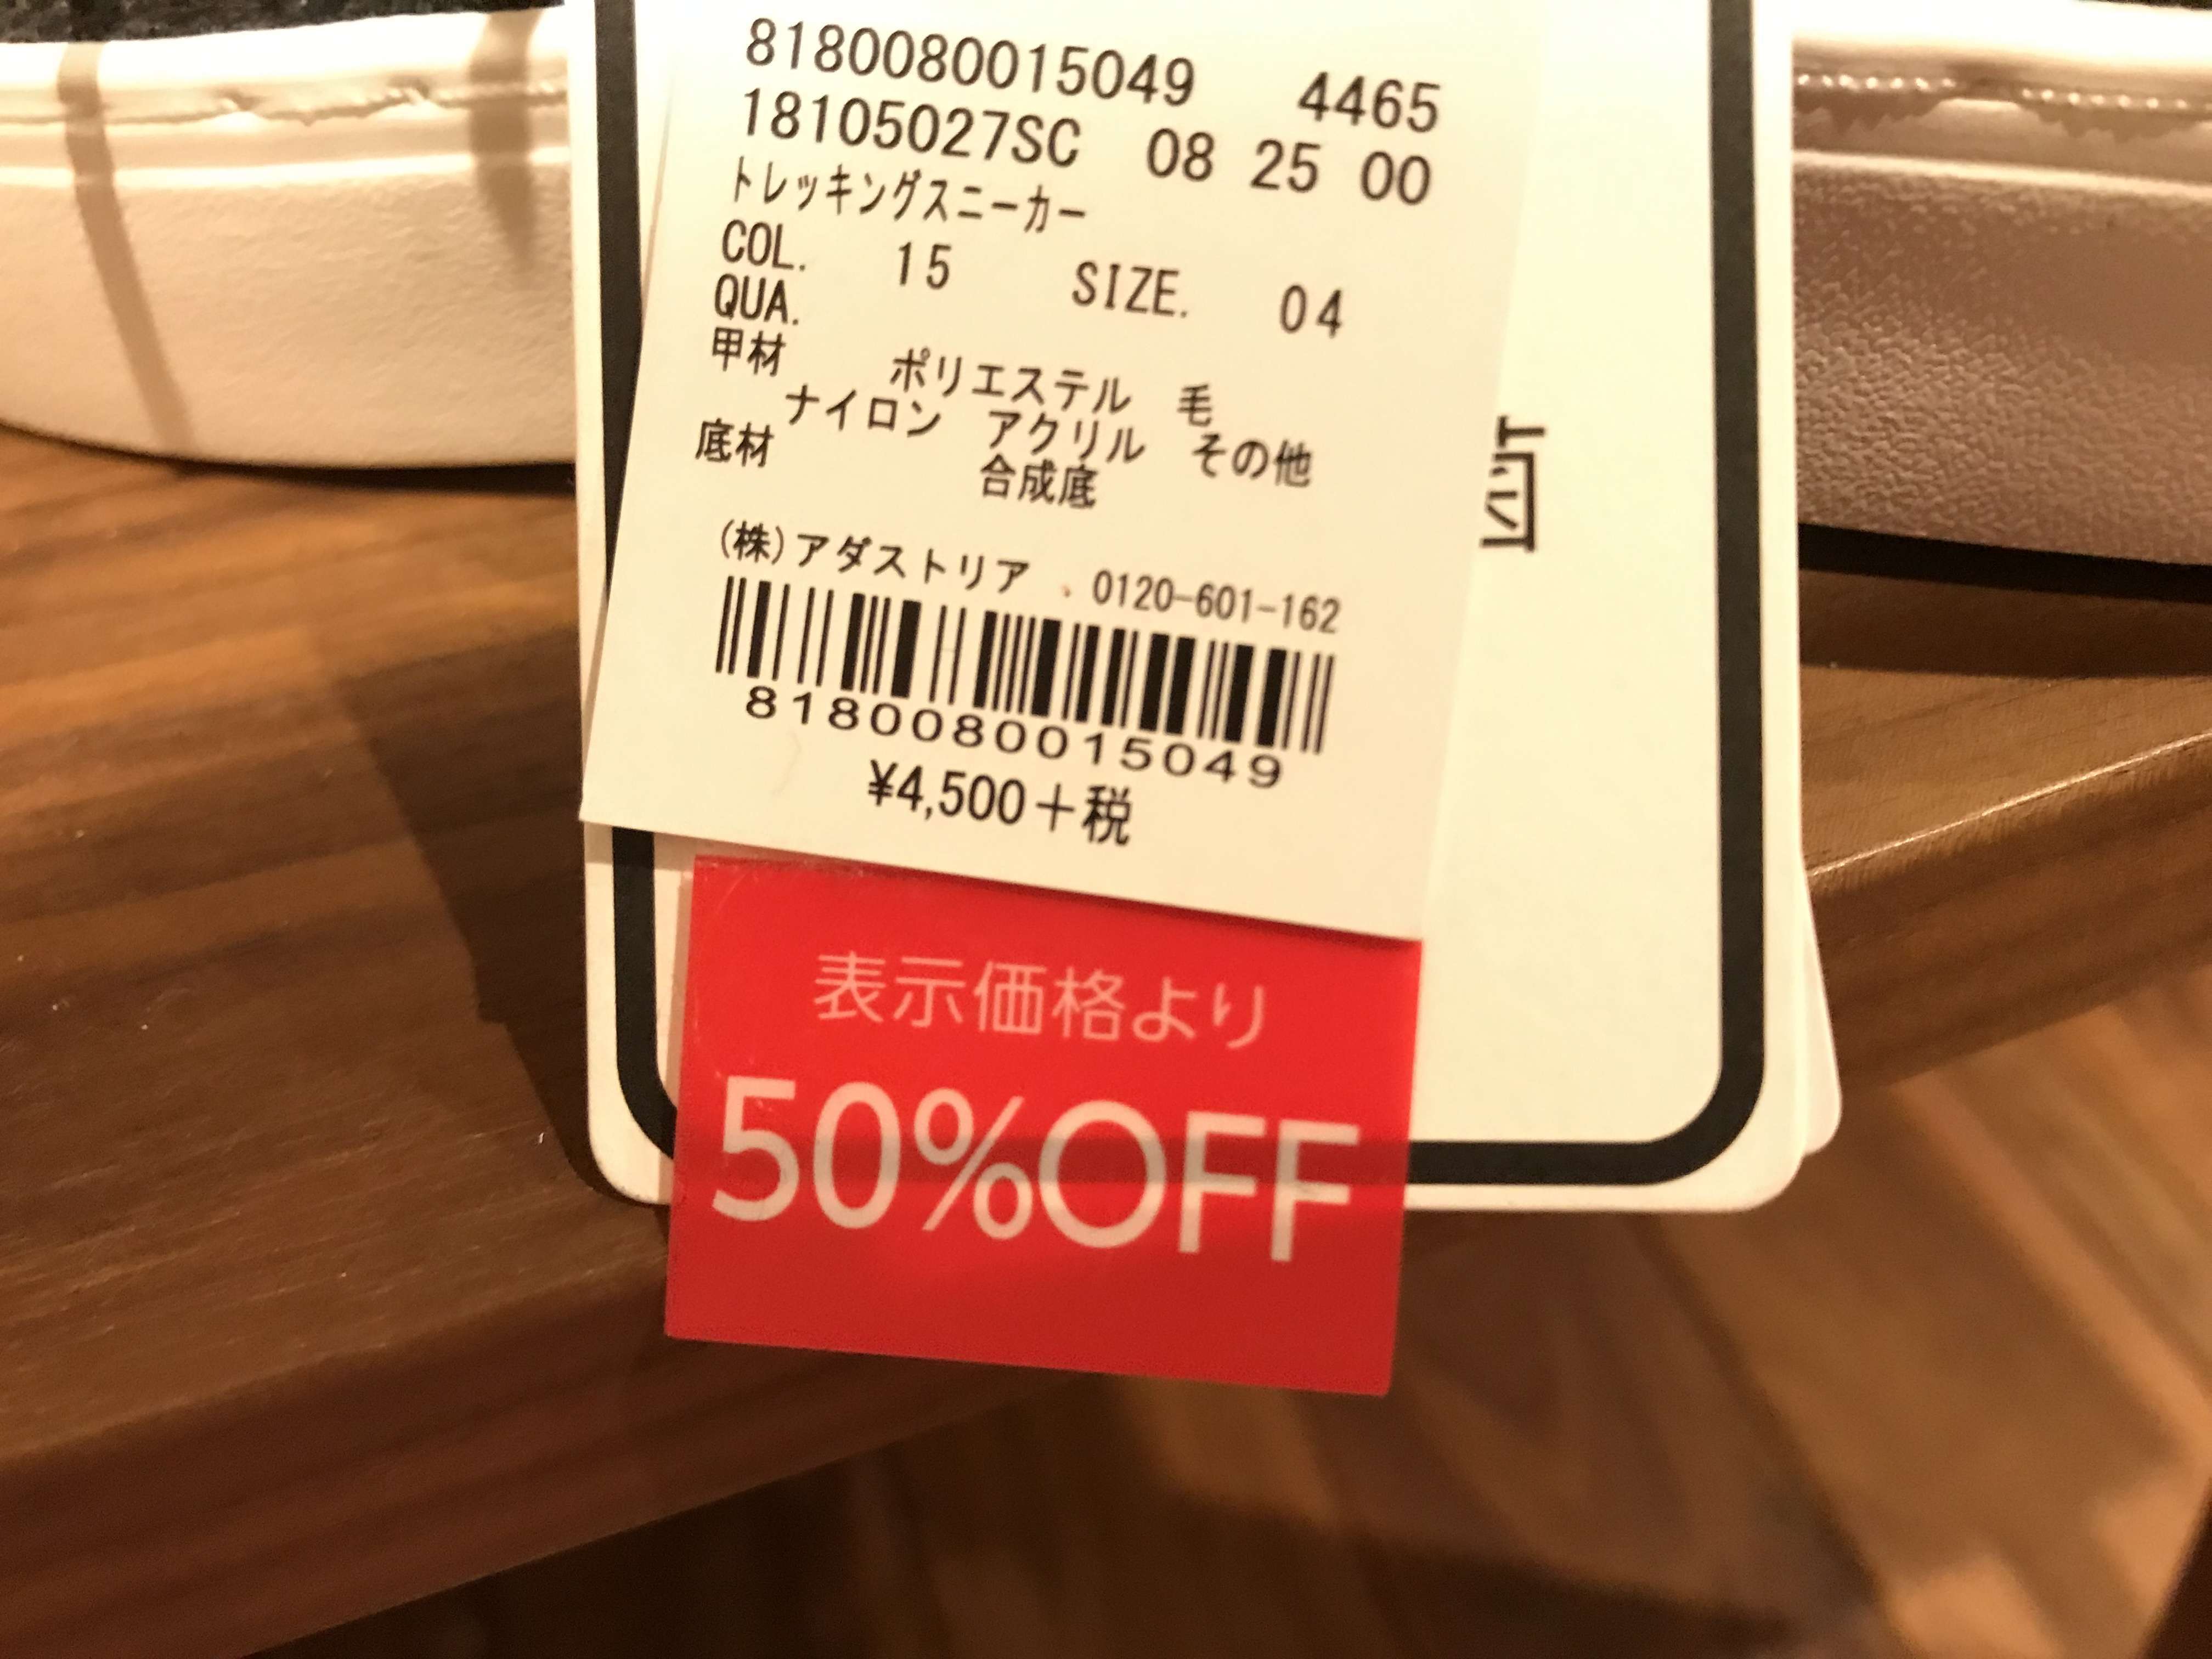 8180080015049 4465
18105027SC 08 25 00
トレッキングスニーカー
COL. 15 SIZE. 04
QUA.
甲材 ポリエステル 毛
ナイロン アクリル その他
底材 合成底
(株)アダストリア 0120-601-162
8180080015049
¥4,500+税
表示価格より
50%OFF